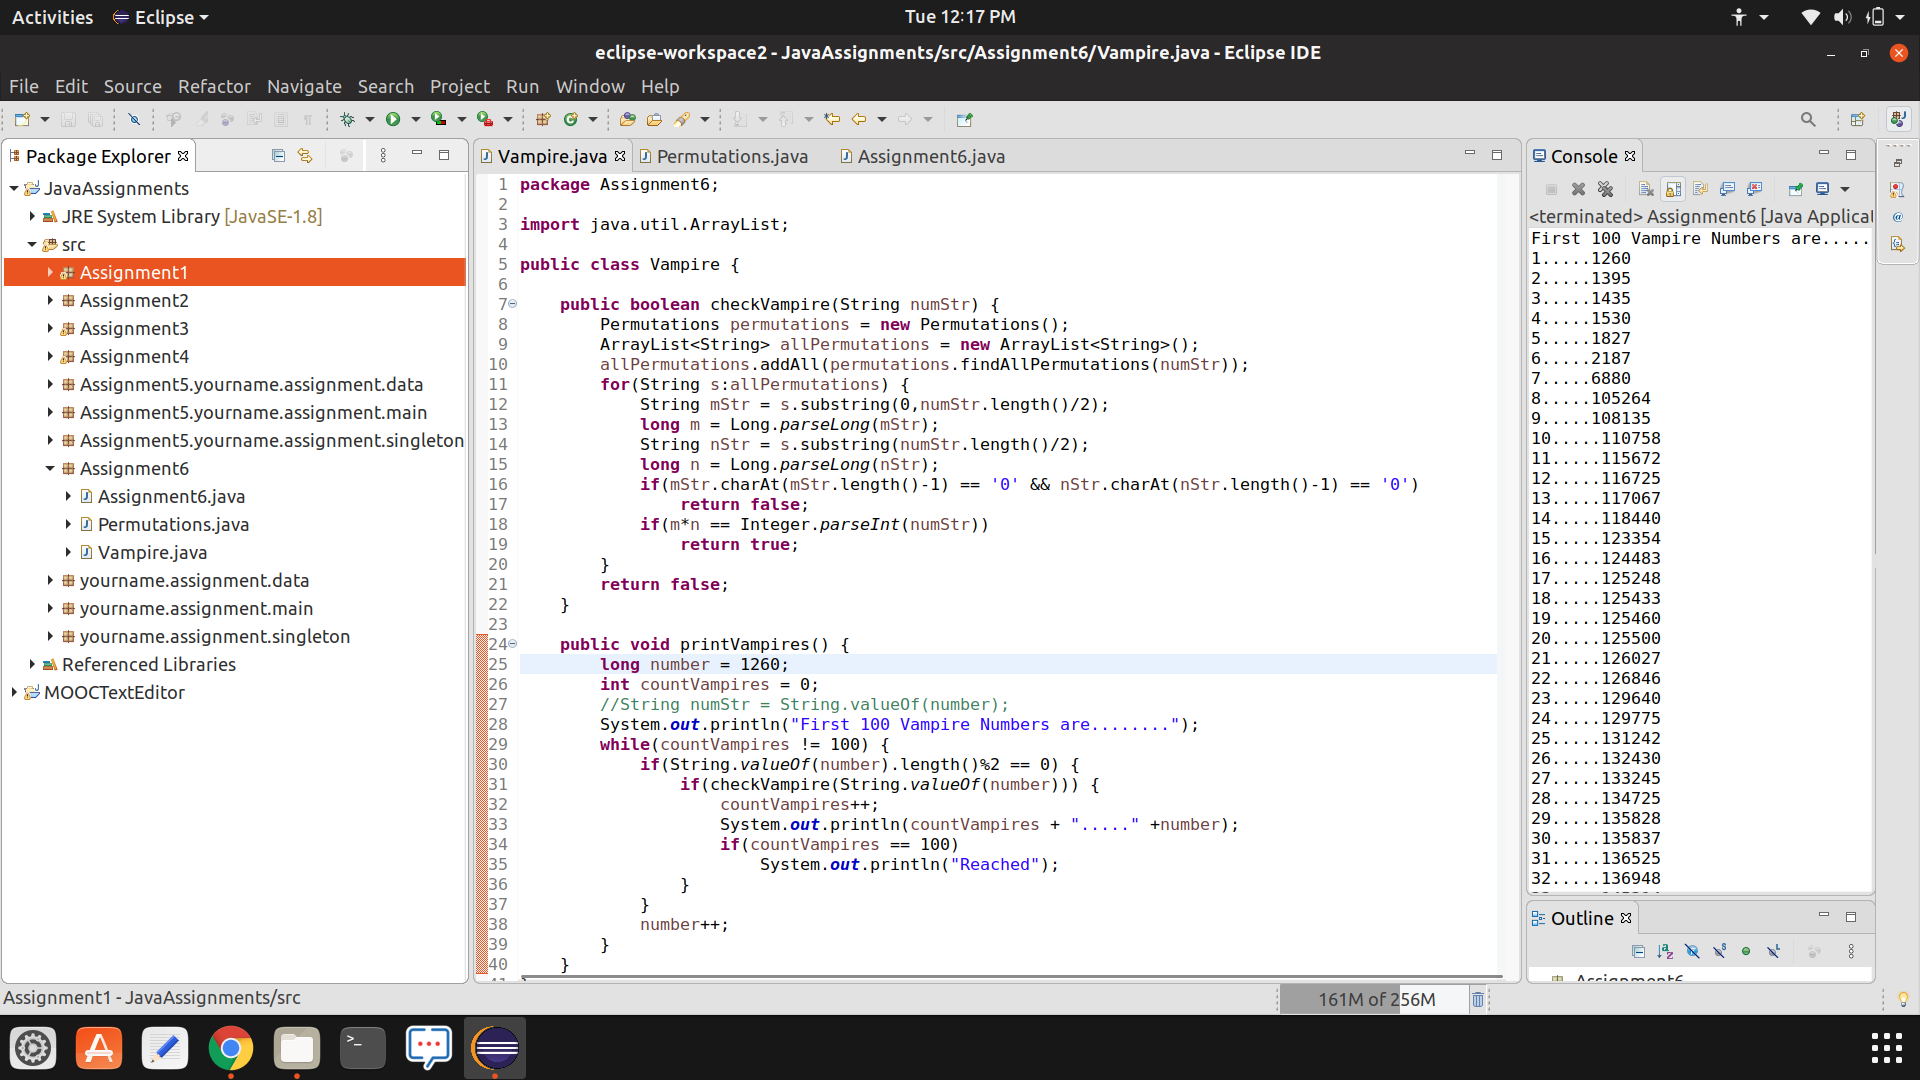 Activities
Eclipse
Tue 12:17 PM
eclipse-workspace2 - JavaAssignments/src/Assignment6/Vampire.java - Eclipse IDE
File Edit Source Refactor Navigate Search Project Run Window Help
Package Explorer
JavaAssignments
JRE System Library [JavaSE-1.8]
src
Assignment1
Assignment2
Assignment3
Assignment4
Assignment5.yourname.assignment.data
Assignment5.yourname.assignment.main
Assignment5.yourname.assignment.singleton
Assignment6
Assignment6.java
Permutations.java
Vampire.java
yourname.assignment.data
yourname.assignment.main
yourname.assignment.singleton
Referenced Libraries
MOOCTextEditor
Vampire.java Permutations.java Assignment6.java
1 package Assignment6;
2
3 import java.util.ArrayList;
4
5 public class Vampire {
6
7 public boolean checkVampire(String numStr) {
8 Permutations permutations = new Permutations();
9 ArrayList<String> allPermutations = new ArrayList<String>();
10 allPermutations.addAll(permutations.findAllPermutations(numStr));
11 for(String s:allPermutations) {
12 String mStr = s.substring(0,numStr.length()/2);
13 long m = Long.parseLong(mStr);
14 String nStr = s.substring(numStr.length()/2);
15 long n = Long.parseLong(nStr);
16 if(mStr.charAt(mStr.length()-1) == '0' && nStr.charAt(nStr.length()-1) == '0')
17 return false;
18 if(m*n == Integer.parseInt(numStr))
19 return true;
20 }
21 return false;
22 }
23
24 public void printVampires() {
25 long number = 1260;
26 int countVampires = 0;
27 //String numStr = String.valueOf(number);
28 System.out.println("First 100 Vampire Numbers are........");
29 while(countVampires != 100) {
30 if(String.valueOf(number).length()%2 == 0) {
31 if(checkVampire(String.valueOf(number))) {
32 countVampires++;
33 System.out.println(countVampires + "....." +number);
34 if(countVampires == 100)
35 System.out.println("Reached");
36 }
37 }
38 number++;
39 }
40 }
Console
<terminated> Assignment6 [Java Applicat
First 100 Vampire Numbers are.....
1.....1260
2.....1395
3.....1435
4.....1530
5.....1827
6.....2187
7.....6880
8.....105264
9.....108135
10.....110758
11.....115672
12.....116725
13.....117067
14.....118440
15.....123354
16.....124483
17.....125248
18.....125433
19.....125460
20.....125500
21.....126027
22.....126846
23.....129640
24.....129775
25.....131242
26.....132430
27.....133245
28.....134725
29.....135828
30.....135837
31.....136525
32.....136948
Outline
Assignment6
Assignment1 - JavaAssignments/src
161M of 256M